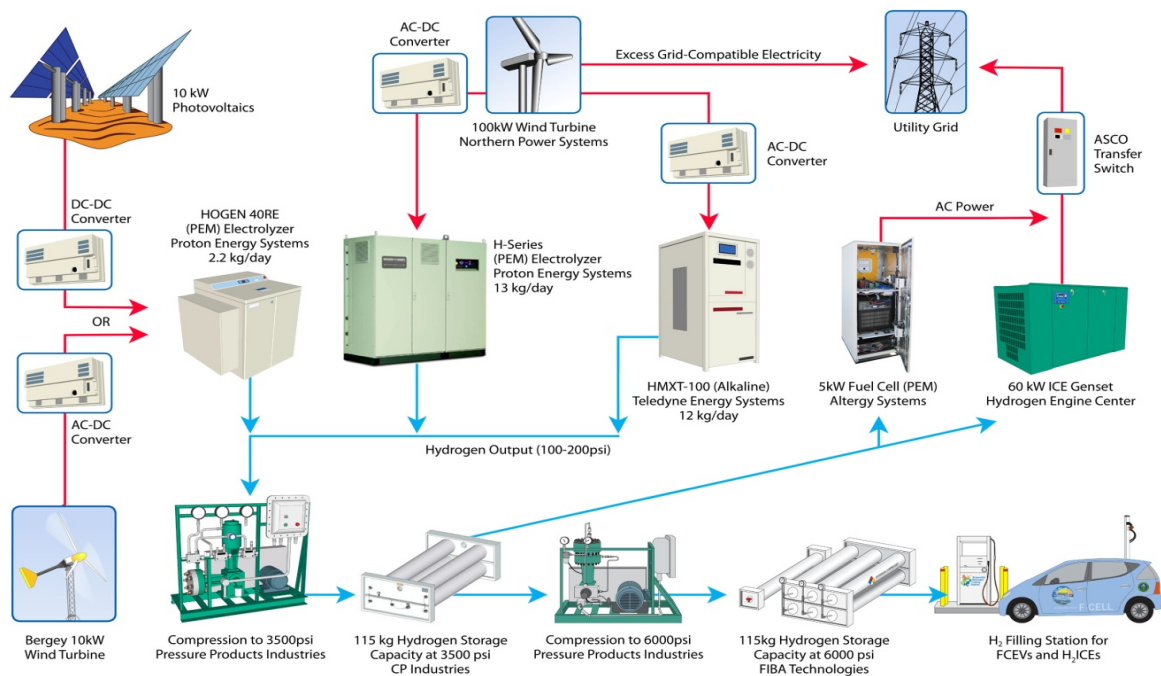 AC-DC
Converter
Excess Grid-Compatible Electricity
10 kW
Photovoltaics
100kW Wind Turbine
Northern Power Systems
Utility Grid
AC-DC
Converter
ASCO
Transfer
Switch
DC-DC
Converter
HOGEN 40RE
(PEM) Electrolyzer
Proton Energy Systems
2.2 kg/day
H-Series
(PEM) Electrolyzer
Proton Energy Systems
13 kg/day
AC Power
OR
AC-DC
Converter
HMXT-100 (Alkaline)
Teledyne Energy Systems
12 kg/day
5kW Fuel Cell (PEM)
Altergy Systems
60 kW ICE Genset
Hydrogen Engine Center
Hydrogen Output (100-200psi)
F CELL
Bergey 10kW
Wind Turbine
Compression to 3500psi
Pressure Products Industries
115 kg Hydrogen Storage
Capacity at 3500 psi
CP Industries
Compression to 6000psi
Pressure Products Industries
115kg Hydrogen Storage
Capacity at 6000 psi
FIBA Technologies
H₂ Filling Station for
FCEVs and H₂ICEs